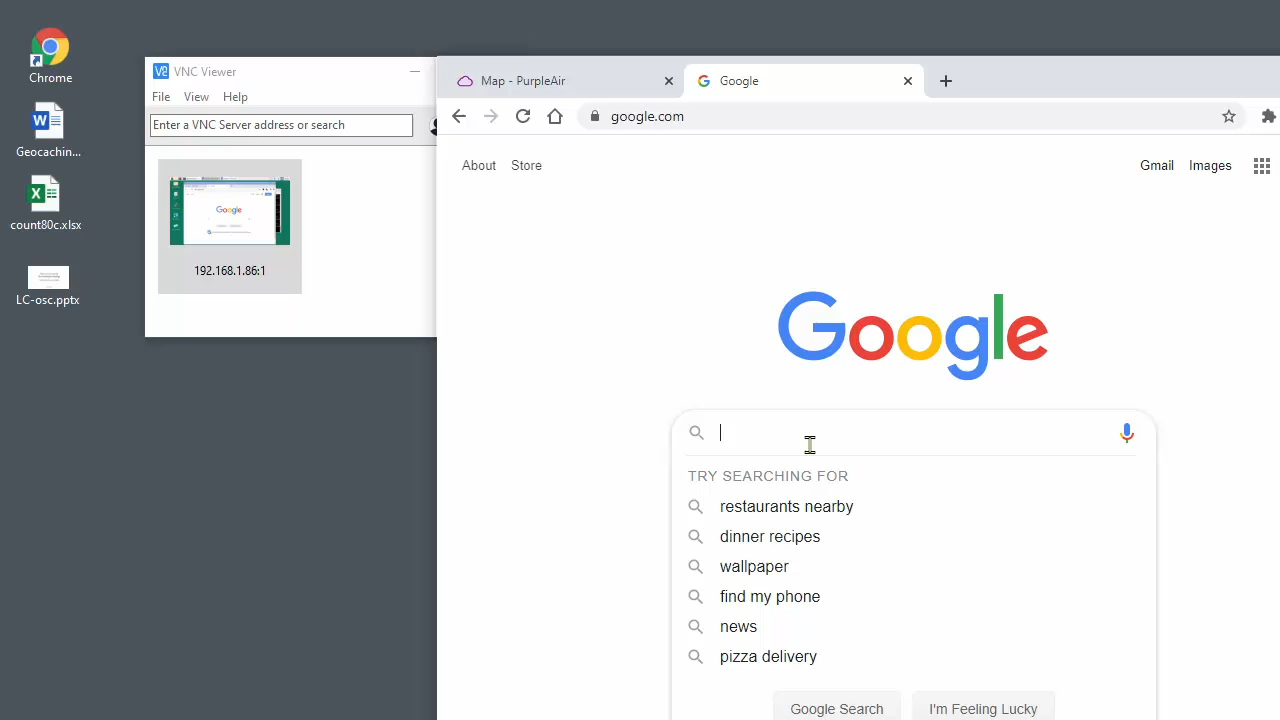 Chrome
Geocachin...
count80c.xlsx
LC-osc.pptx
VNC Viewer
File View Help
Enter a VNC Server address or search
Google
192.168.1.86:1
Map - PurpleAir
Google
google.com
About Store
Gmail Images
Google
TRY SEARCHING FOR
restaurants nearby
dinner recipes
wallpaper
find my phone
news
pizza delivery
Google Search I'm Feeling Lucky